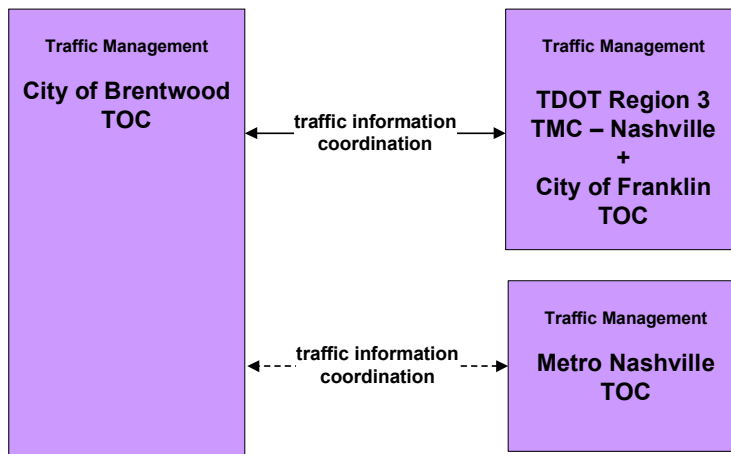 Traffic Management
City of Brentwood
TOC
traffic information
coordination
Traffic Management
TDOT Region 3
TMC – Nashville
+
City of Franklin
TOC
traffic information
coordination
Traffic Management
Metro Nashville
TOC